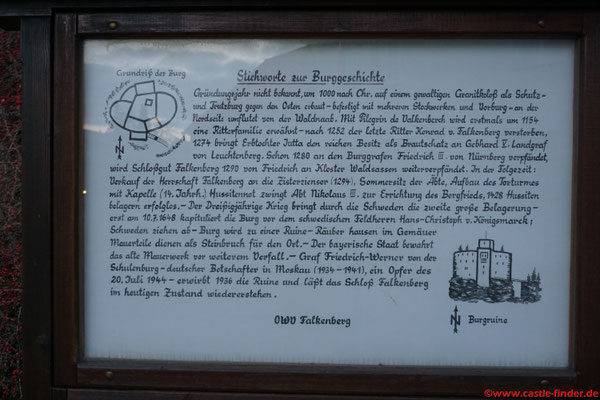 Grundriß der Burg
Stichworte zur Burggeschichte
Gründungsjahr nicht bekannt, um 1000 nach Chr. auf einem gewaltigen Granitkoloß als Schutz-
und Trutzburg gegen den Osten erbaut-befestigt mit mehreren Stockwerken und Vorburg-an der
Nordseite umflutet von der Waldnaab. Mit Pilegrin de Valkenberch wird erstmals um 1154
eine Ritterfamilie erwähnt-nach 1252 der letzte Ritter Konrad v. Falkenberg verstorben,
1274 bringt Erbtochter Jutta den reichen Besitz als Brautschatz an Gebhard I. Landgraf
von Leuchtenberg. Schon 1280 an den Burggrafen Friedrich III. von Nürnberg verpfändet,
wird Schloßgut Falkenberg 1290 von Friedrich an Kloster Waldsassen weiterverpfändet. In der Folgezeit:
Verkauf der Herrschaft Falkenberg an die Zisterzienser (1294), Sommersitz der Äbte, Aufbau des Torturmes
mit Kapelle (14. Jahrh.) Hussitennot zwingt Abt Nikolaus III. zur Errichtung des Bergfrieds, 1428 Hussiten
belagern erfolglos.- Der Dreißigjährige Krieg bringt durch die Schweden die zweite große Belagerung-
erst am 10.7.1648 kapituliert die Burg vor dem schwedischen Feldherrn Hans-Christoph v. Königsmarck;
Schweden ziehen ab-Burg wird zu einer Ruine-Räuber hausen im Gemäuer
Mauerteile dienen als Steinbruch für den Ort.- Der bayerische Staat bewahrt
das alte Mauerwerk vor weiterem Verfall.- Graf Friedrich-Werner von der
Schulenburg-deutscher Botschafter in Moskau (1934-1941), ein Opfer des
20. Juli 1944-erwirbt 1936 die Ruine und läßt das Schloß Falkenberg
im heutigen Zustand wiedererstehen.
OWV Falkenberg
N
N
Burgruine
©www.castle-finder.de